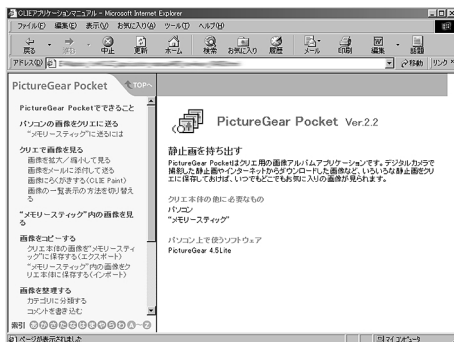 CLIEアプリケーションマニュアル - Microsoft Internet Explorer
ファイル(F) 編集(E) 表示(V) お気に入り(A) ツール(T) ヘルプ(H)
戻る 進む 中止 更新 ホーム 検索 お気に入り 履歴 メール 印刷 編集 話題
アドレス(D) 移動 リンク
PictureGear Pocket TOPへ
PictureGear Pocketでできること
パソコンの画像をクリエに送る
“メモリースティック”に送るには
クリエで画像を見る
画像を拡大／縮小して見る
画像をメールに添付して送る
画像にらくがきする(CLIE Paint)
画像の一覧表示の方法を切り替え
る
“メモリースティック”内の画像を見
る
画像をコピーする
クリエ本体の画像を“メモリースティ
ック”に保存する(エクスポート)
“メモリースティック”内の画像をク
リエ本体に保存する(インポート)
画像を整理する
カテゴリに分類する
コメントを書き込む
索引 あ か さ た な は ま や ら わ A～Z
PictureGear Pocket Ver.2.2
静止画を持ち出す
PictureGear Pocketはクリエ用の画像アルバムアプリケーションです。デジタルカメラで
撮影した静止画やインターネットからダウンロードした画像など、いろいろな静止画をクリ
エに保存しておけば、いつでもどこでもお気に入りの画像が見られます。
クリエ本体の他に必要なもの
パソコン
“メモリースティック”
パソコン上で使うソフトウェア
PictureGear 4.5Lite
ページが表示されました マイ コンピュータ